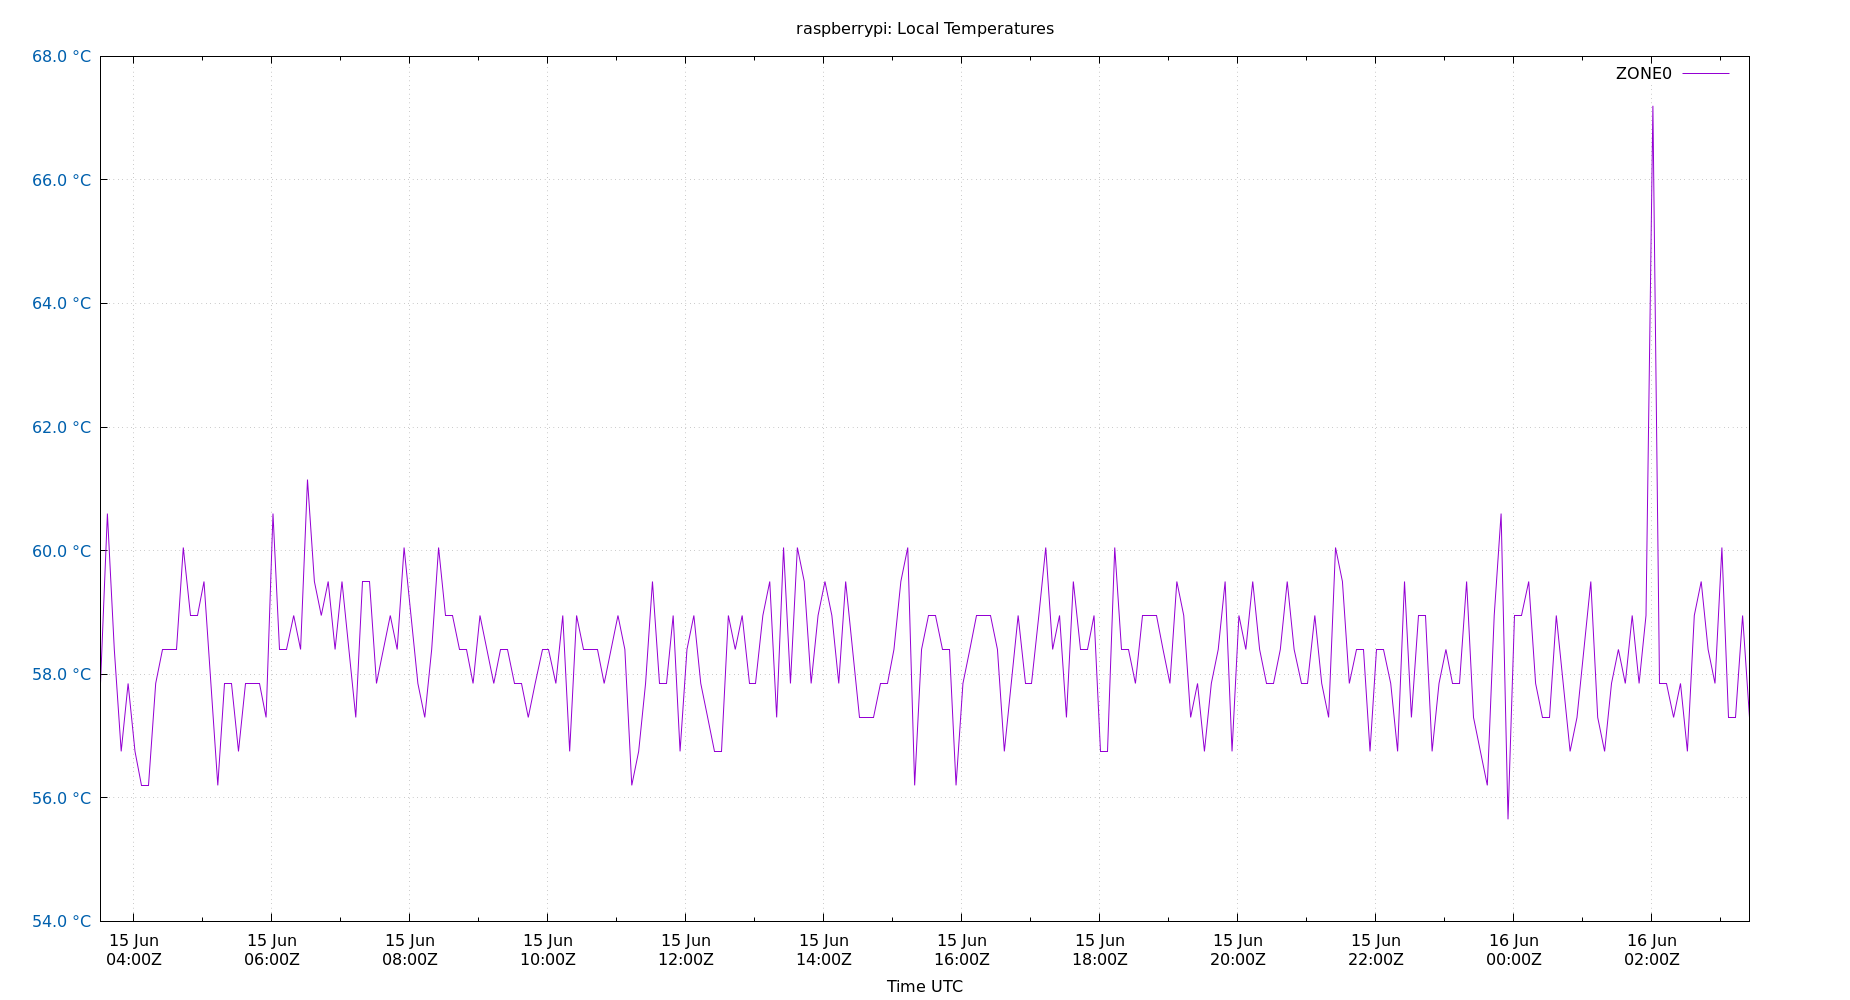 raspberrypi: Local Temperatures
68.0 °C
ZONE0
66.0 °C
64.0 °C
62.0 °C
60.0 °C
58.0 °C
56.0 °C
54.0 °C
15 Jun 15 Jun 15 Jun 15 Jun 15 Jun 15 Jun 15 Jun 15 Jun 15 Jun 15 Jun 16 Jun 16 Jun
04:00Z 06:00Z 08:00Z 10:00Z 12:00Z 14:00Z 16:00Z 18:00Z 20:00Z 22:00Z 00:00Z 02:00Z
Time UTC